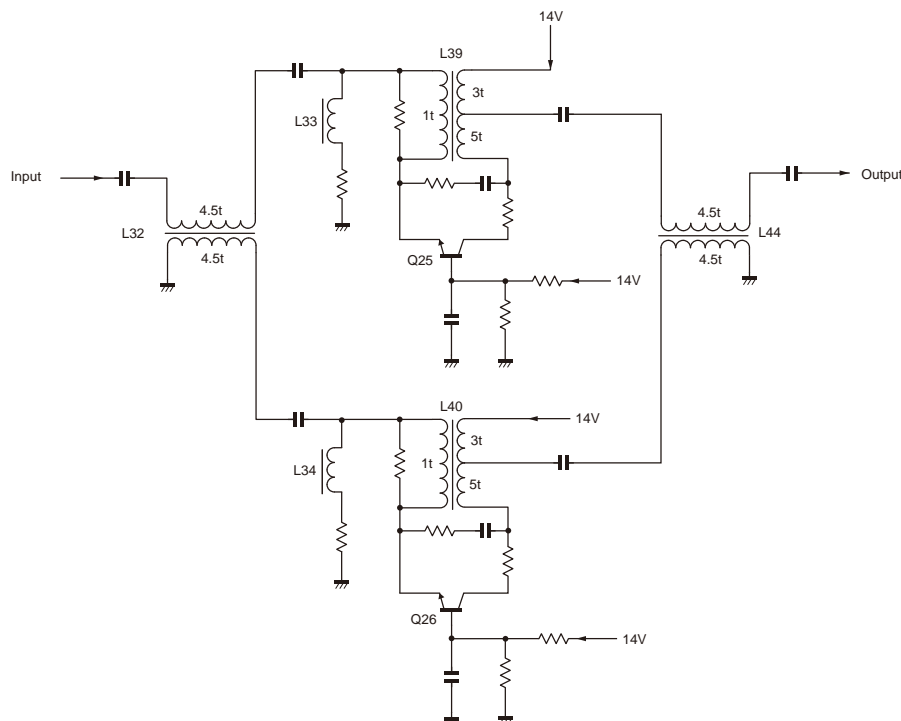 14V
L39
3t
1t
5t
L33
Input
Output
4.5t
L32
4.5t
4.5t
L44
4.5t
Q25
14V
L40
14V
3t
1t
5t
L34
Q26
14V